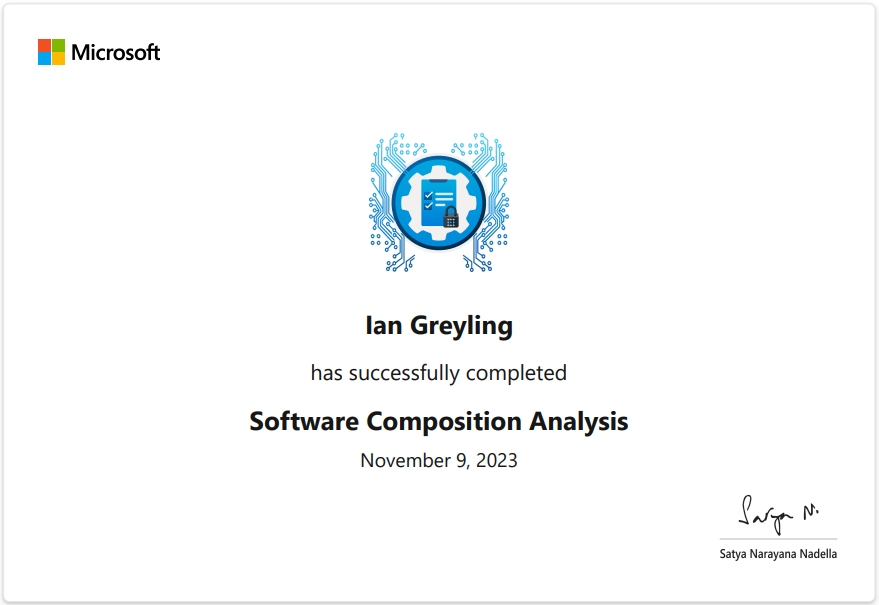 Microsoft
Ian Greyling
has successfully completed
Software Composition Analysis
November 9, 2023
Satya N.
Satya Narayana Nadella